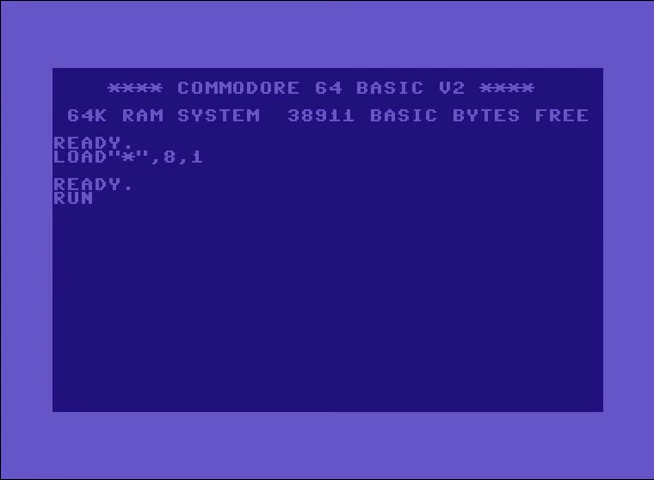 **** COMMODORE 64 BASIC V2 ****
64K RAM SYSTEM  38911 BASIC BYTES FREE
READY.
LOAD"*",8,1
READY.
RUN